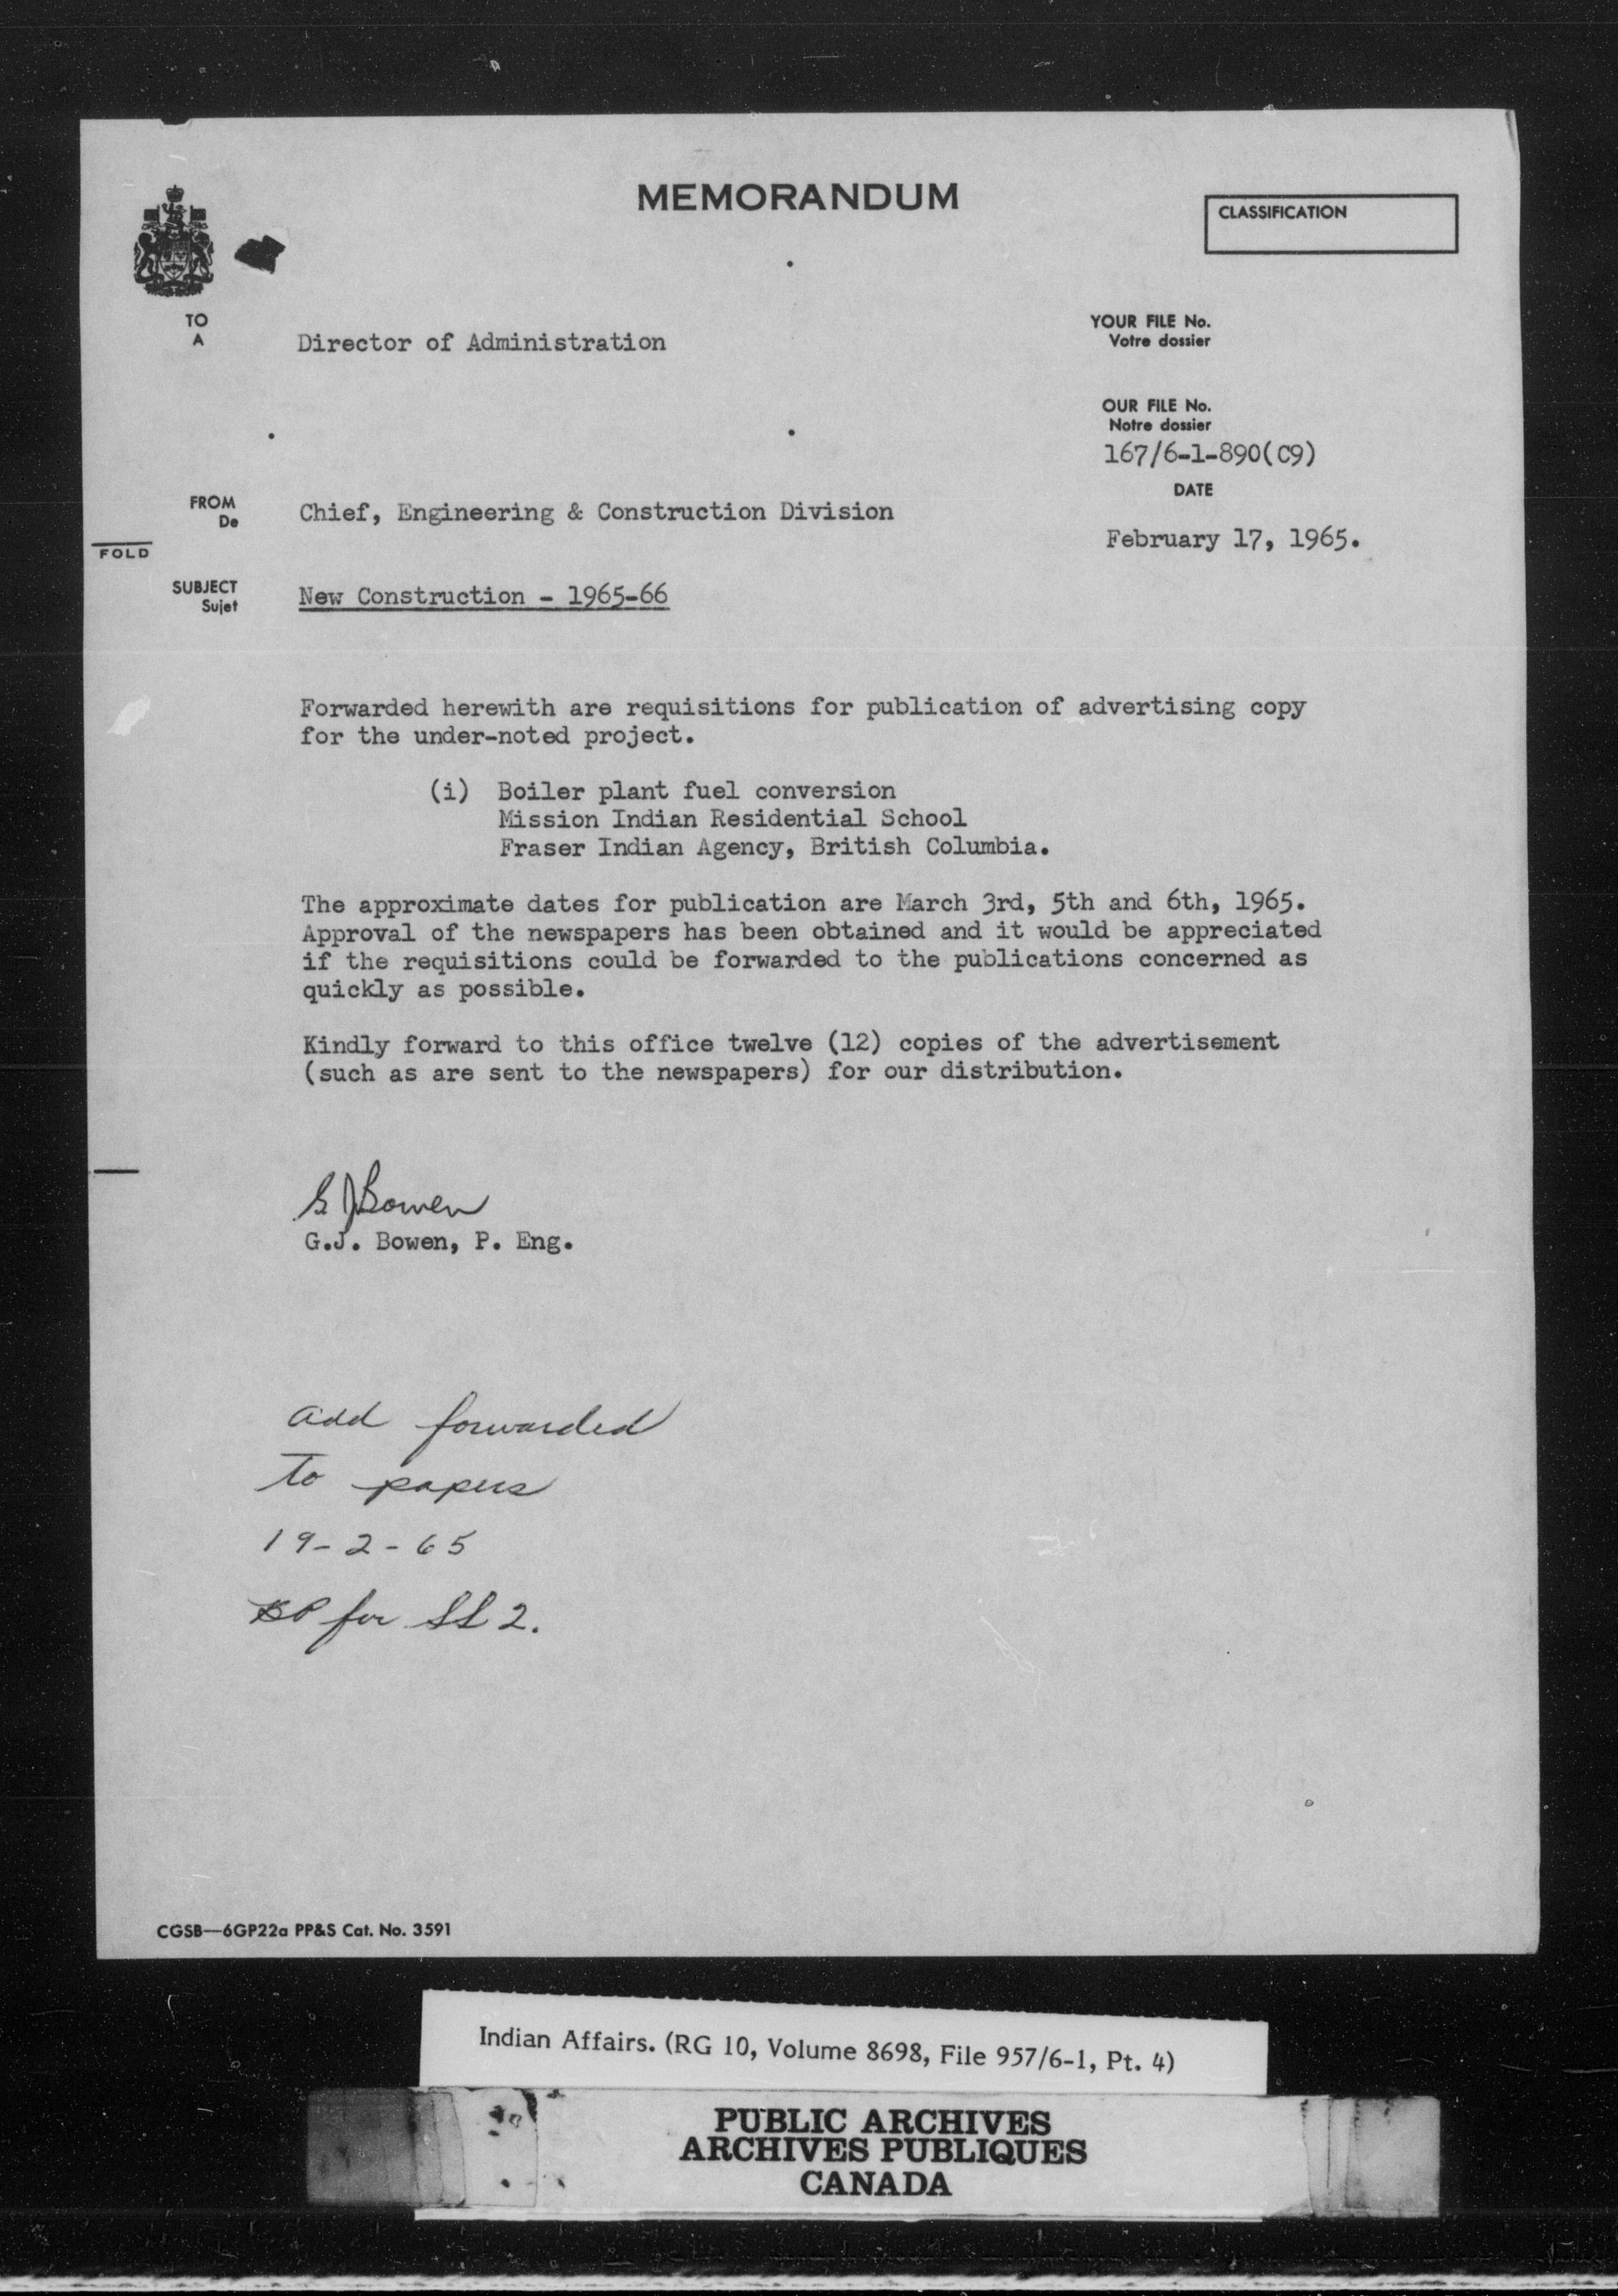 MEMORANDUM
CLASSIFICATION
TO
A
Director of Administration
YOUR FILE No.
Votre dossier
OUR FILE No.
Notre dossier
167/6-1-890(C9)
DATE
February 17, 1965.
FROM
De
Chief, Engineering & Construction Division
FOLD
SUBJECT
Sujet
New Construction - 1965-66
Forwarded herewith are requisitions for publication of advertising copy
for the under-noted project.
(i) Boiler plant fuel conversion
Mission Indian Residential School
Fraser Indian Agency, British Columbia.
The approximate dates for publication are March 3rd, 5th and 6th, 1965.
Approval of the newspapers has been obtained and it would be appreciated
if the requisitions could be forwarded to the publications concerned as
quickly as possible.
Kindly forward to this office twelve (12) copies of the advertisement
(such as are sent to the newspapers) for our distribution.
G J Bowen
G.J. Bowen, P. Eng.
add forwarded
to papers
19-2-65
for 2.
CGSB—6GP22a PP&S Cat. No. 3591
Indian Affairs. (RG 10, Volume 8698, File 957/6-1, Pt. 4)
PUBLIC ARCHIVES
ARCHIVES PUBLIQUES
CANADA